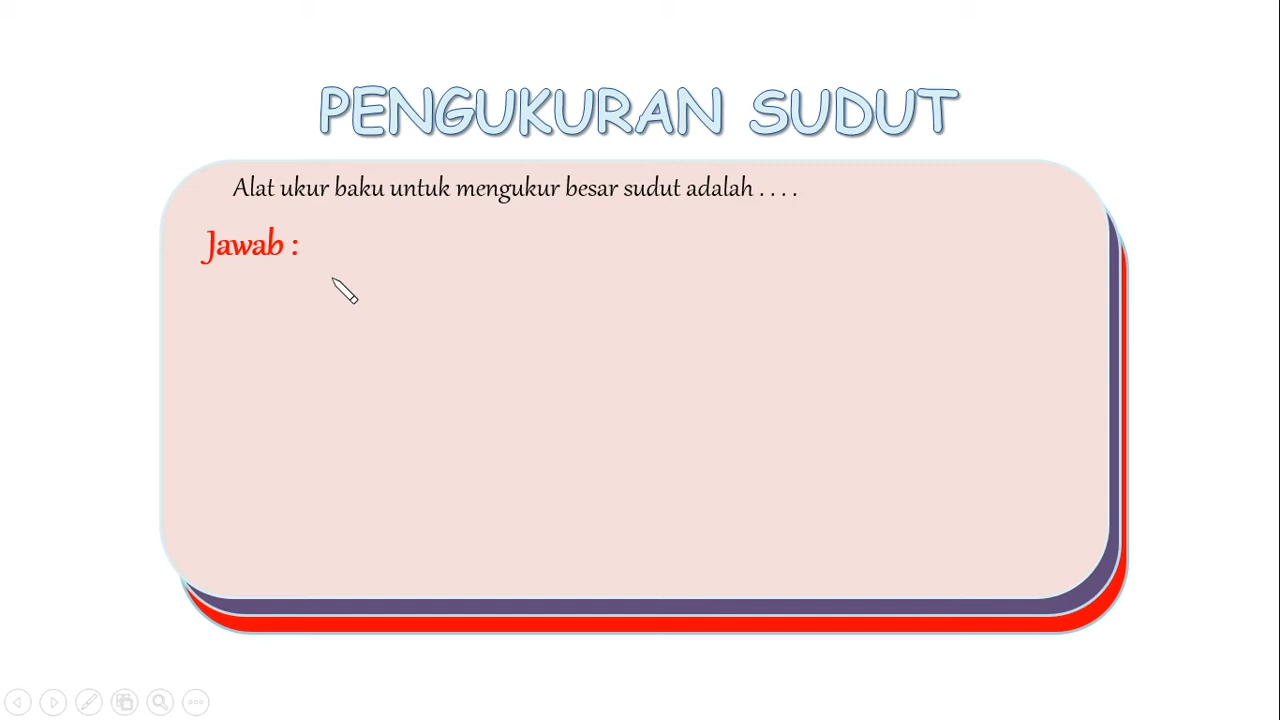 PENGUKURAN SUDUT
Alat ukur baku untuk mengukur besar sudut adalah . . . .
Jawab :